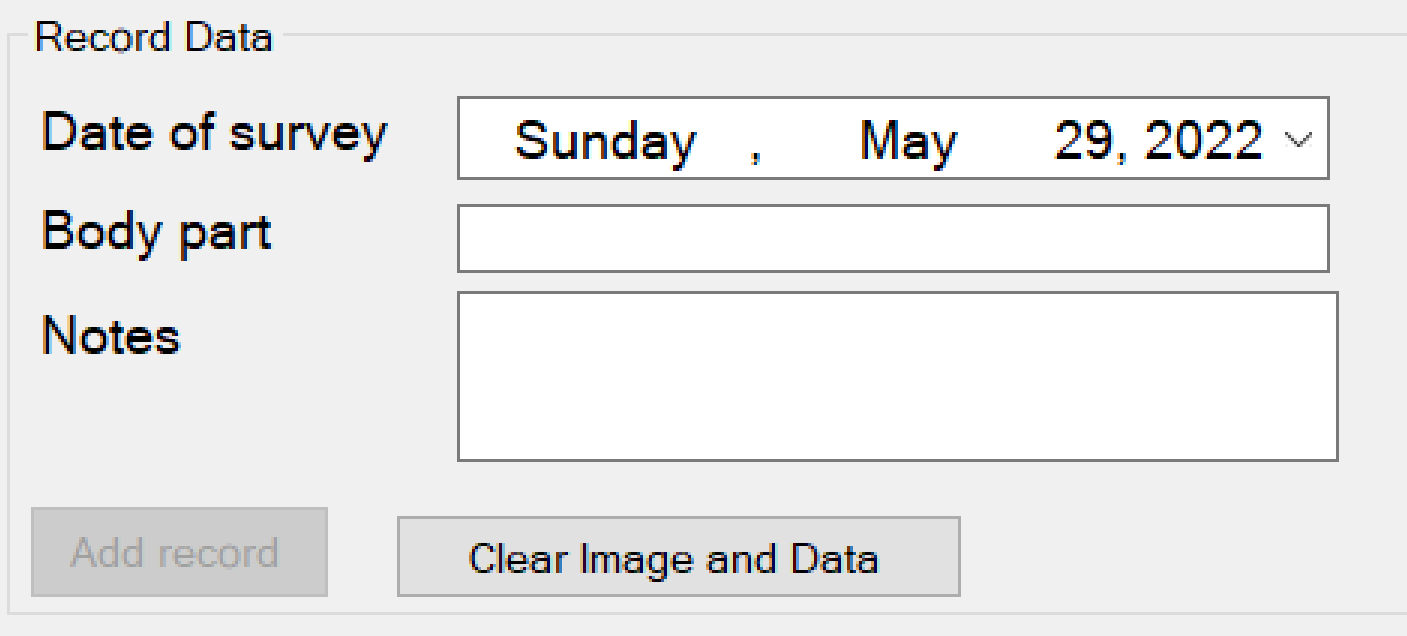 Record Data
Date of survey Sunday , May 29, 2022
Body part
Notes
Add record Clear Image and Data